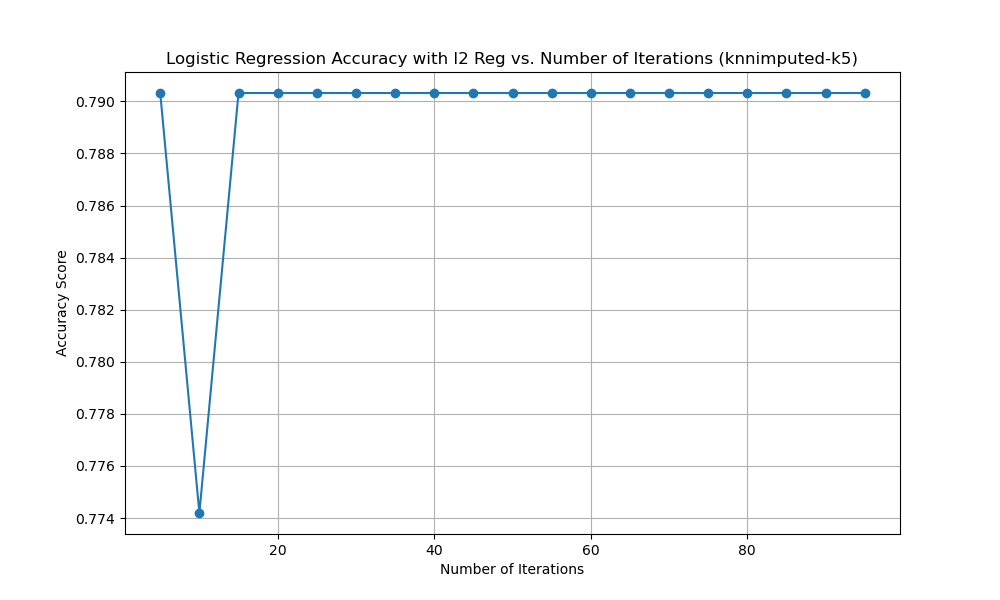 Logistic Regression Accuracy with l2 Reg vs. Number of Iterations (knnimputed-k5)
0.790
0.788
0.786
0.784
0.782
0.780
0.778
0.776
0.774
Accuracy Score
20 40 60 80
Number of Iterations